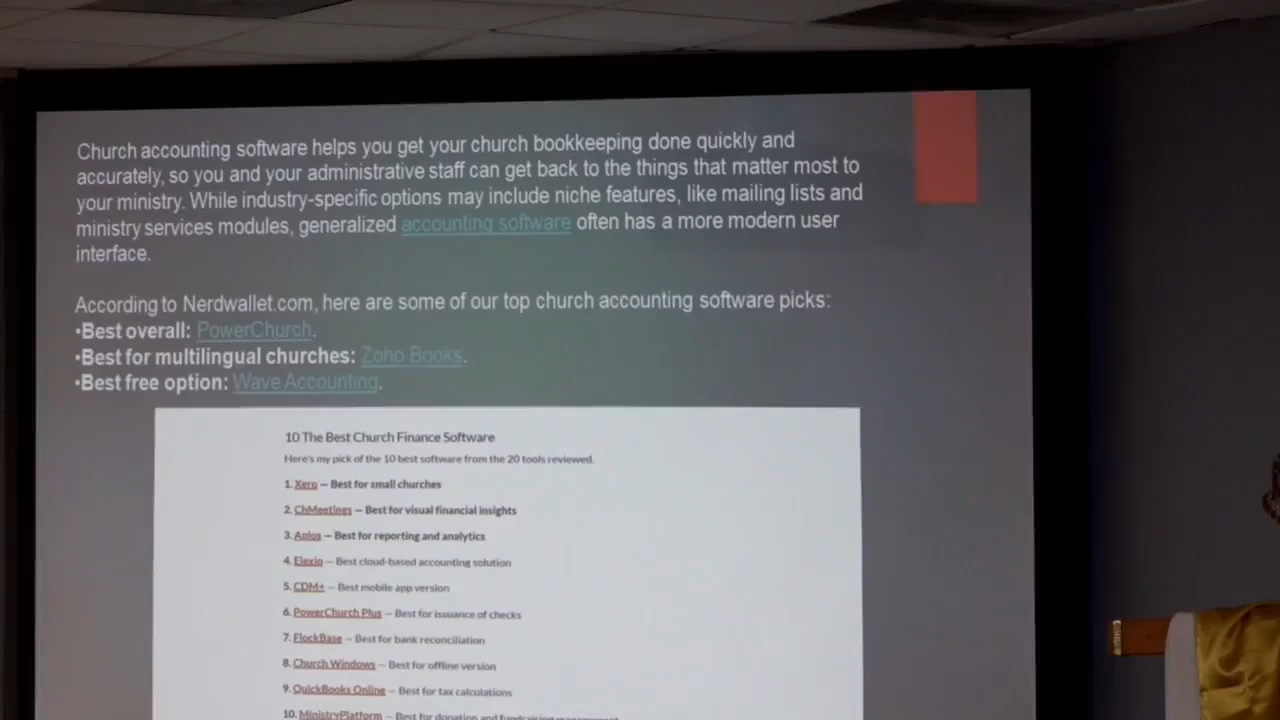 Church accounting software helps you get your church bookkeeping done quickly and
accurately, so you and your administrative staff can get back to the things that matter most to
your ministry. While industry-specific options may include niche features, like mailing lists and
ministry services modules, generalized accounting software often has a more modern user
interface.
According to Nerdwallet.com, here are some of our top church accounting software picks:
•Best overall: PowerChurch.
•Best for multilingual churches: Zoho Books.
•Best free option: Wave Accounting.
10 The Best Church Finance Software
Here's my pick of the 10 best software from the 20 tools reviewed.
1. Xero — Best for small churches
2. ChMeetings — Best for visual financial insights
3. Aplos — Best for reporting and analytics
4. Elexio — Best cloud-based accounting solution
5. CDM+ — Best mobile app version
6. PowerChurch Plus — Best for issuance of checks
7. FlockBase — Best for bank reconciliation
8. Church Windows — Best for offline version
9. QuickBooks Online — Best for tax calculations
10. MinistryPlatform — Best for donation and fundraising management